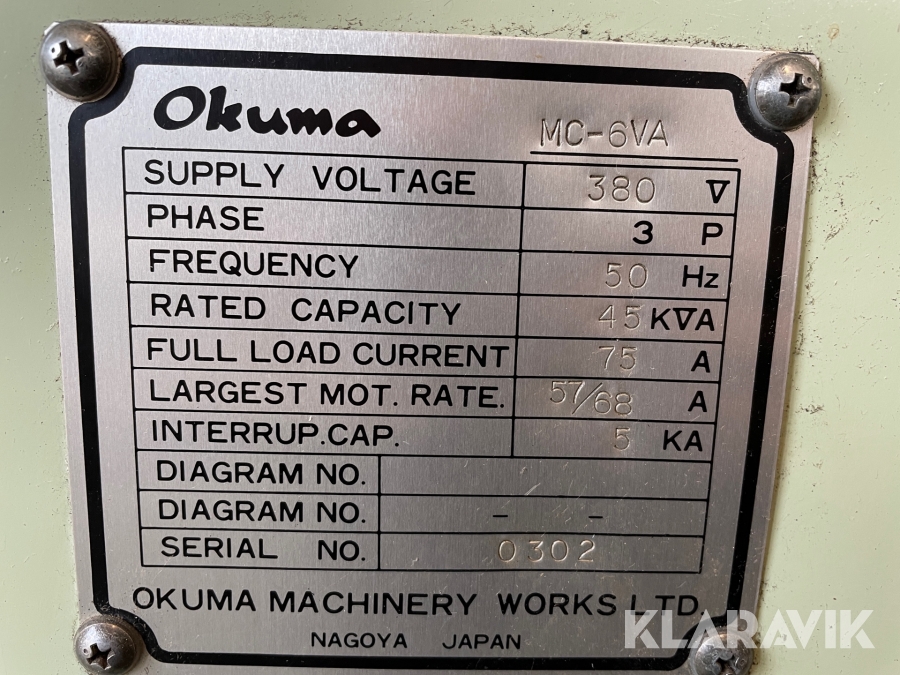 Okuma MC-6VA
SUPPLY VOLTAGE 380 V
PHASE 3 P
FREQUENCY 50 Hz
RATED CAPACITY 45 KVA
FULL LOAD CURRENT 75 A
LARGEST MOT. RATE. 57/68 A
INTERRUP.CAP. 5 KA
DIAGRAM NO.
DIAGRAM NO. – –
SERIAL NO. 0302
OKUMA MACHINERY WORKS LTD
NAGOYA JAPAN
KLARAVIK